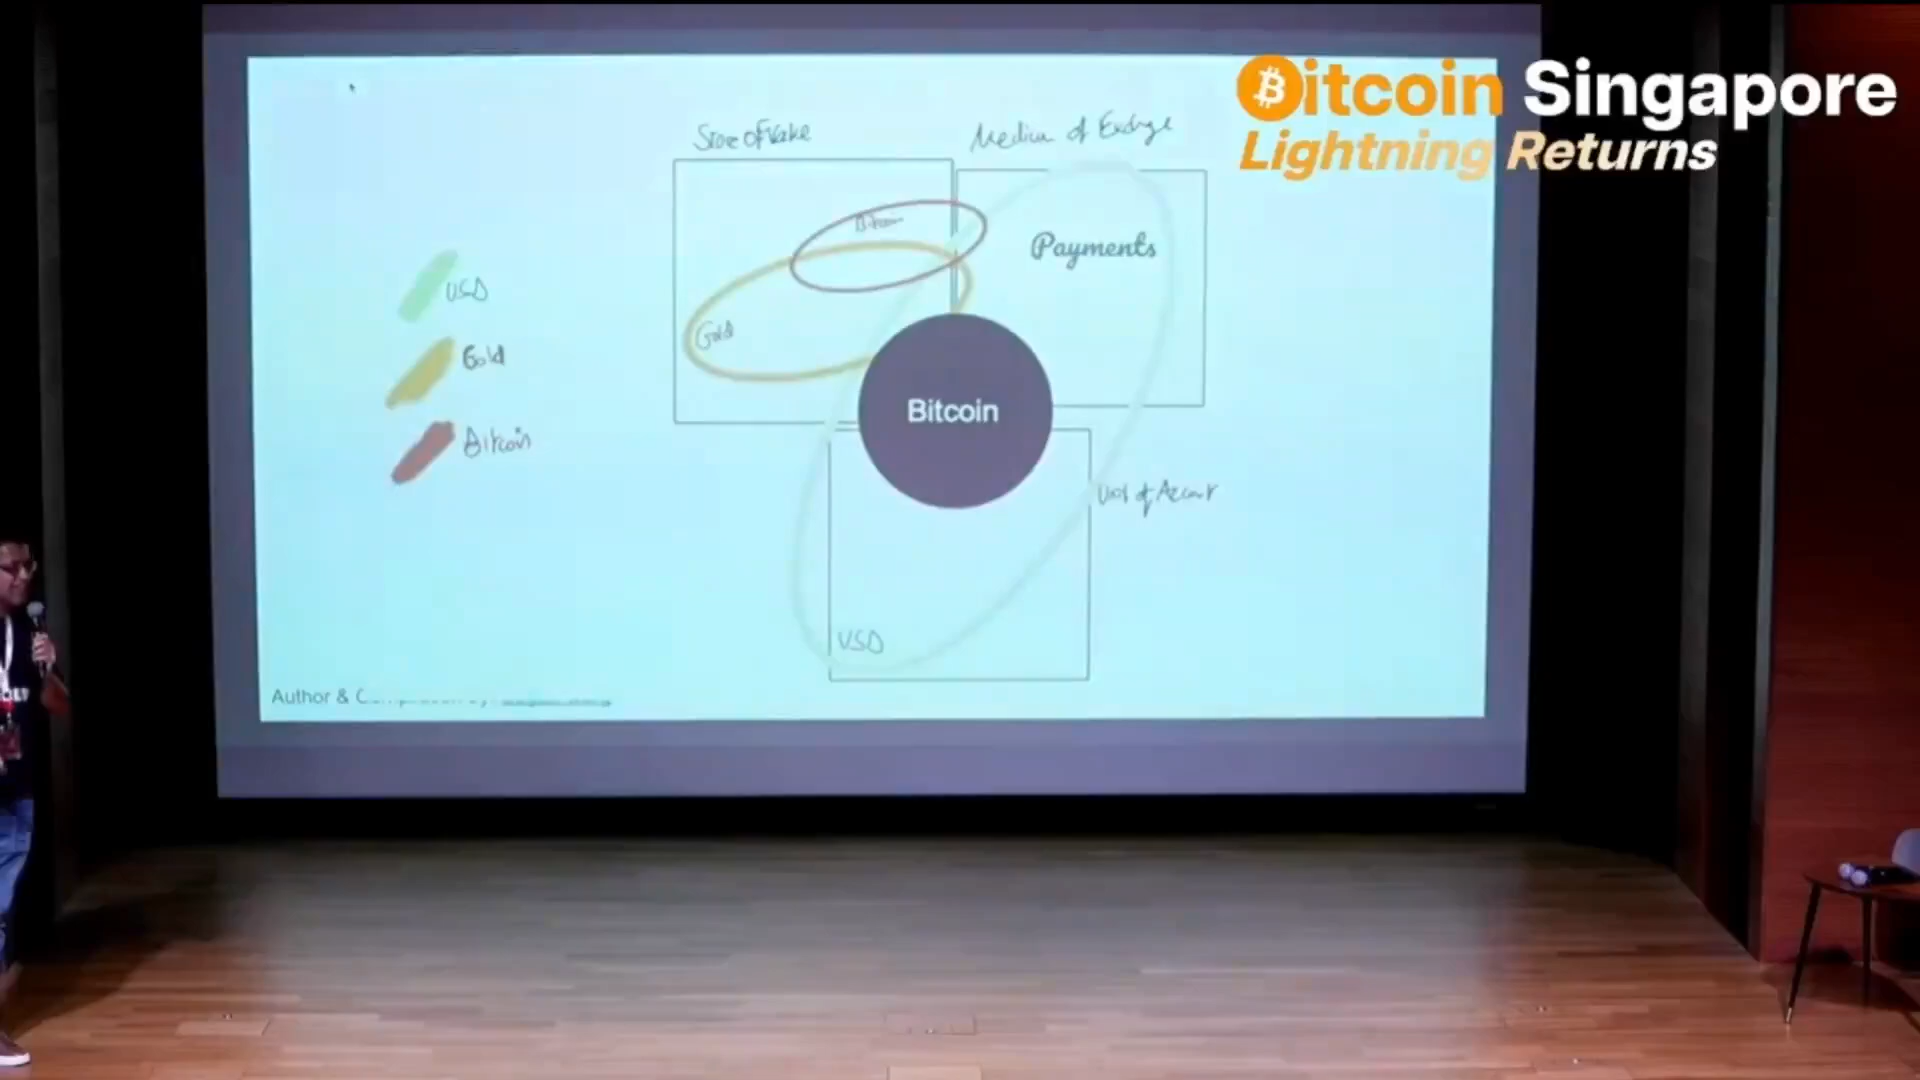 Bitcoin Singapore
Lightning Returns
Store of Value
Medium of Exchange
Bitcoin
Payments
USD
Gold
Gold
Bitcoin
Bitcoin
Unit of Account
USD
Author &